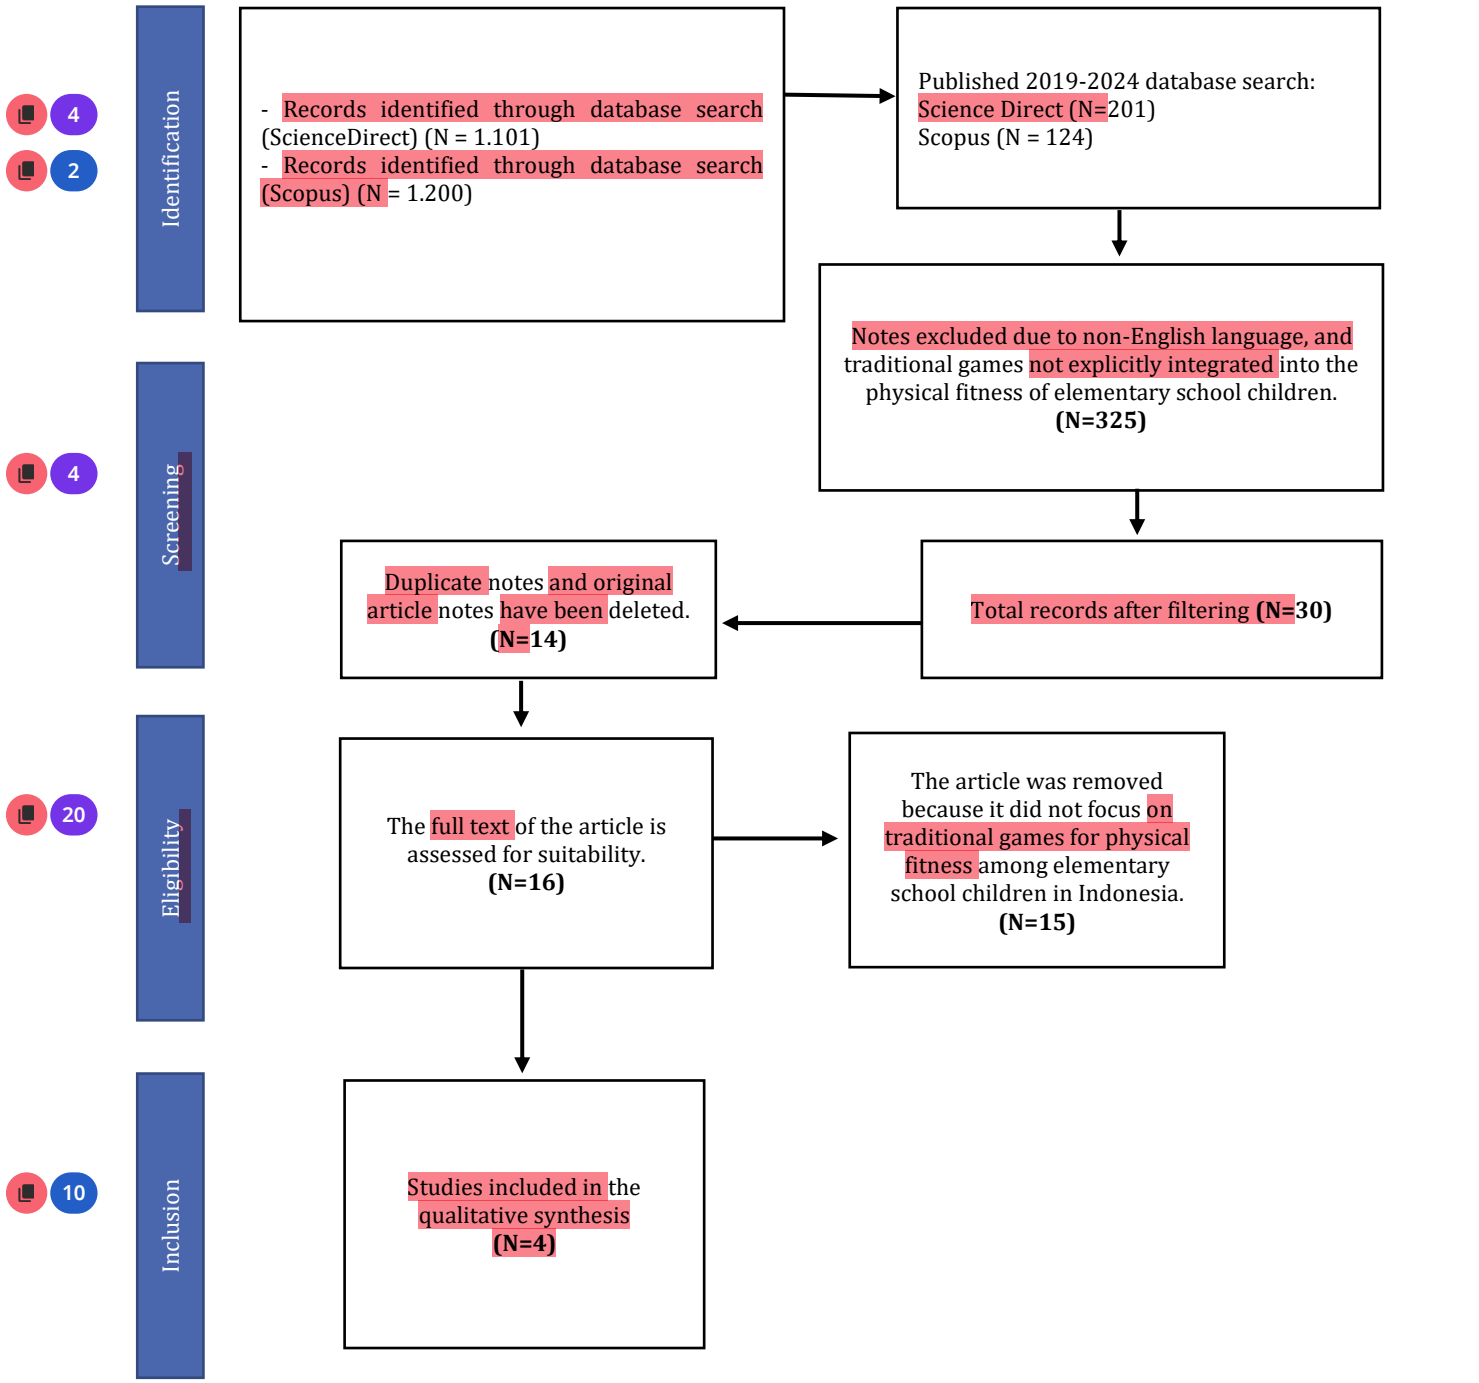 4
2
Identification
- Records identified through database search
(ScienceDirect) (N = 1.101)
- Records identified through database search
(Scopus) (N = 1.200)
Published 2019-2024 database search:
Science Direct (N=201)
Scopus (N = 124)
Notes excluded due to non-English language, and
traditional games not explicitly integrated into the
physical fitness of elementary school children.
(N=325)
4
Screening
Duplicate notes and original
article notes have been deleted.
(N=14)
Total records after filtering (N=30)
20
Eligibility
The full text of the article is
assessed for suitability.
(N=16)
The article was removed
because it did not focus on
traditional games for physical
fitness among elementary
school children in Indonesia.
(N=15)
10
Inclusion
Studies included in the
qualitative synthesis
(N=4)